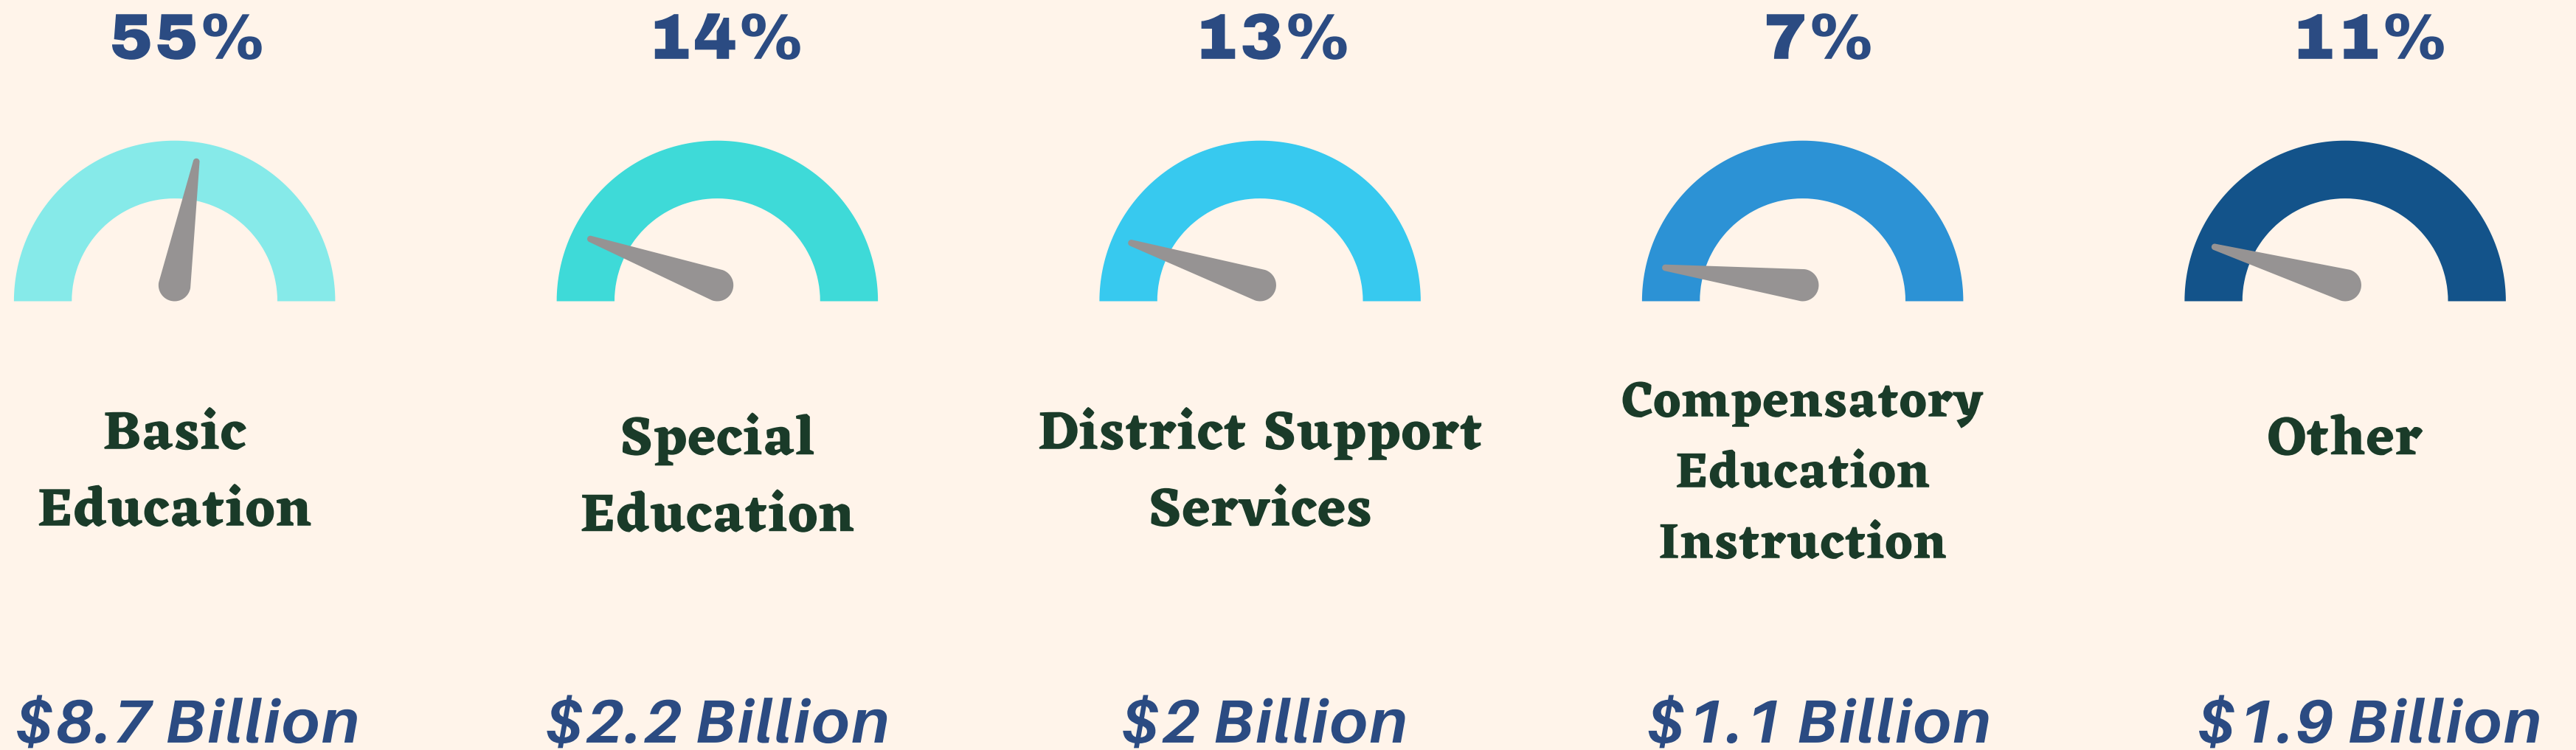 55%
14%
13%
7%
11%
Basic
Education
Special
Education
District Support
Services
Compensatory
Education
Instruction
Other
$8.7 Billion
$2.2 Billion
$2 Billion
$1.1 Billion
$1.9 Billion